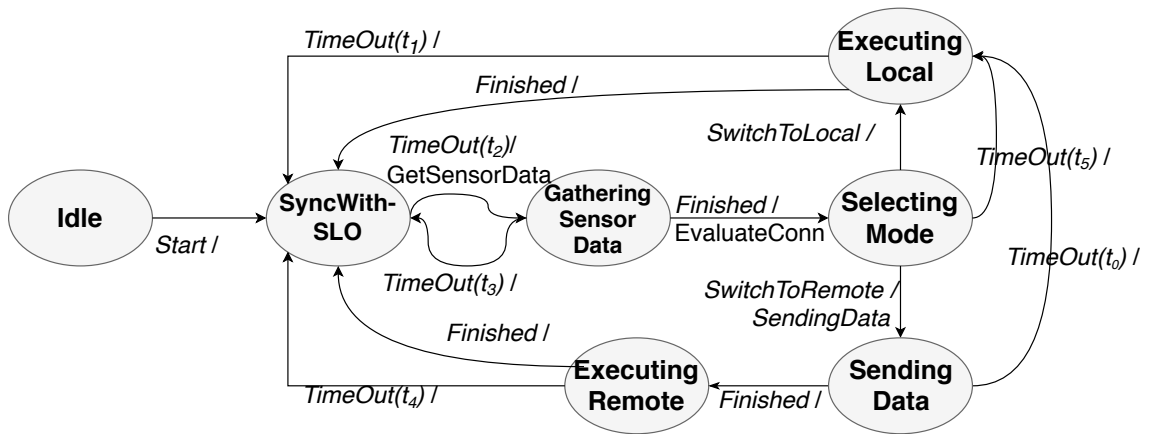 TimeOut(t₁) /
Executing
Local
Finished /
TimeOut(t₂)/
GetSensorData
SwitchToLocal /
TimeOut(t₅) /
Idle
Start /
SyncWith-
SLO
Gathering
Sensor
Data
Finished /
EvaluateConn
Selecting
Mode
TimeOut(t₃) /
TimeOut(t₀) /
SwitchToRemote /
SendingData
Finished /
Executing
Remote
TimeOut(t₄) /
Finished /
Sending
Data